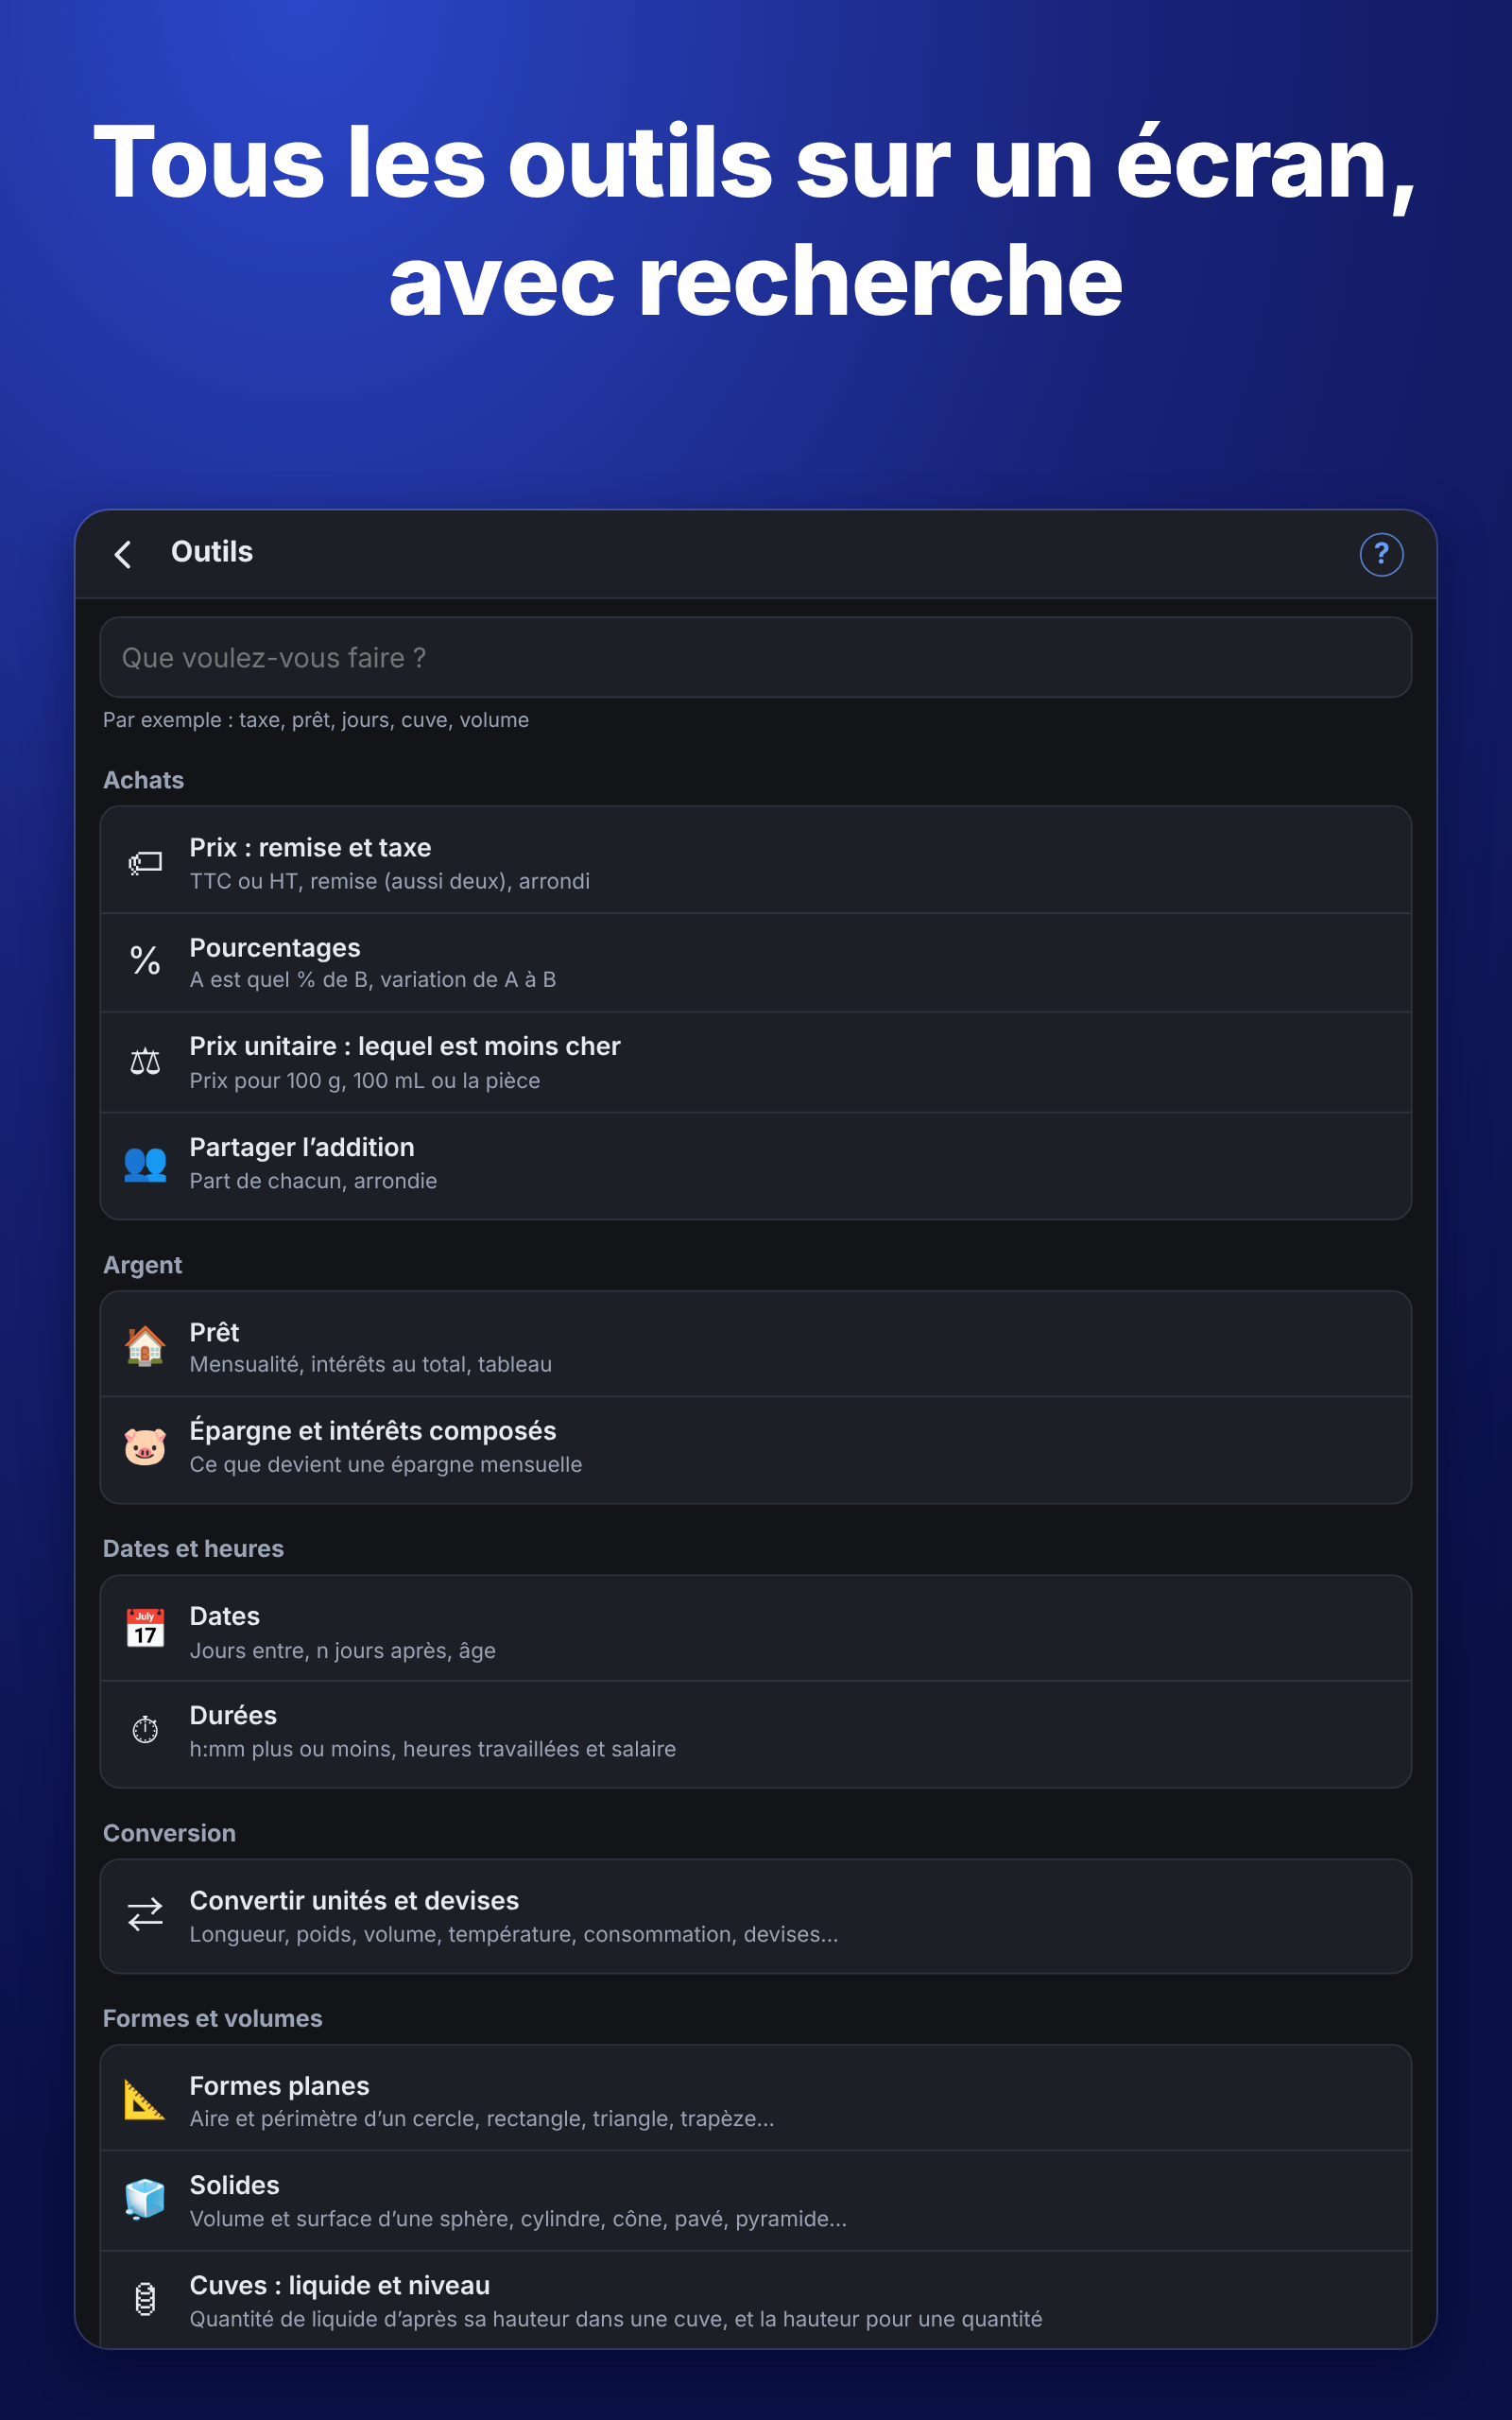 Tous les outils sur un écran,
avec recherche
Outils
?
Que voulez-vous faire ?
Par exemple : taxe, prêt, jours, cuve, volume
Achats
Prix : remise et taxe
TTC ou HT, remise (aussi deux), arrondi
%
Pourcentages
A est quel % de B, variation de A à B
Prix unitaire : lequel est moins cher
Prix pour 100 g, 100 mL ou la pièce
Partager l’addition
Part de chacun, arrondie
Argent
Prêt
Mensualité, intérêts au total, tableau
Épargne et intérêts composés
Ce que devient une épargne mensuelle
Dates et heures
July
17
Dates
Jours entre, n jours après, âge
Durées
h:mm plus ou moins, heures travaillées et salaire
Conversion
Convertir unités et devises
Longueur, poids, volume, température, consommation, devises…
Formes et volumes
Formes planes
Aire et périmètre d’un cercle, rectangle, triangle, trapèze…
Solides
Volume et surface d’une sphère, cylindre, cône, pavé, pyramide…
Cuves : liquide et niveau
Quantité de liquide d’après sa hauteur dans une cuve, et la hauteur pour une quantité